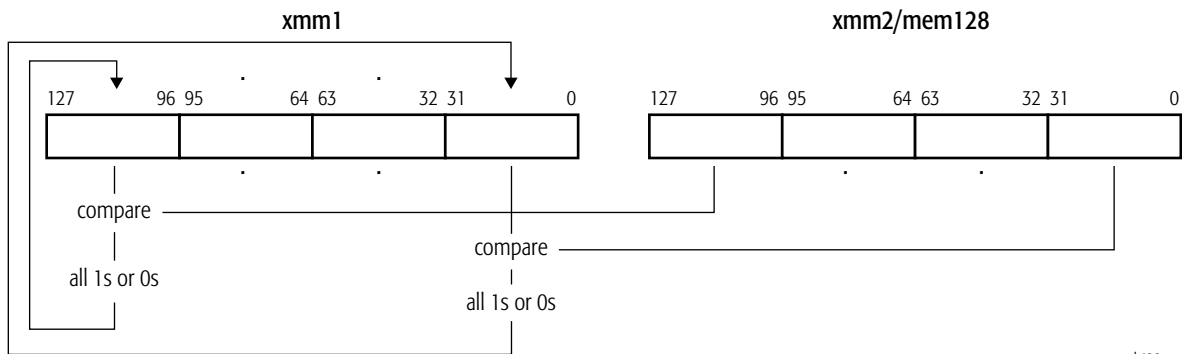 xmm1 xmm2/mem128
127 96 95 64 63 32 31 0 127 96 95 64 63 32 31 0
compare
compare
all 1s or 0s
all 1s or 0s